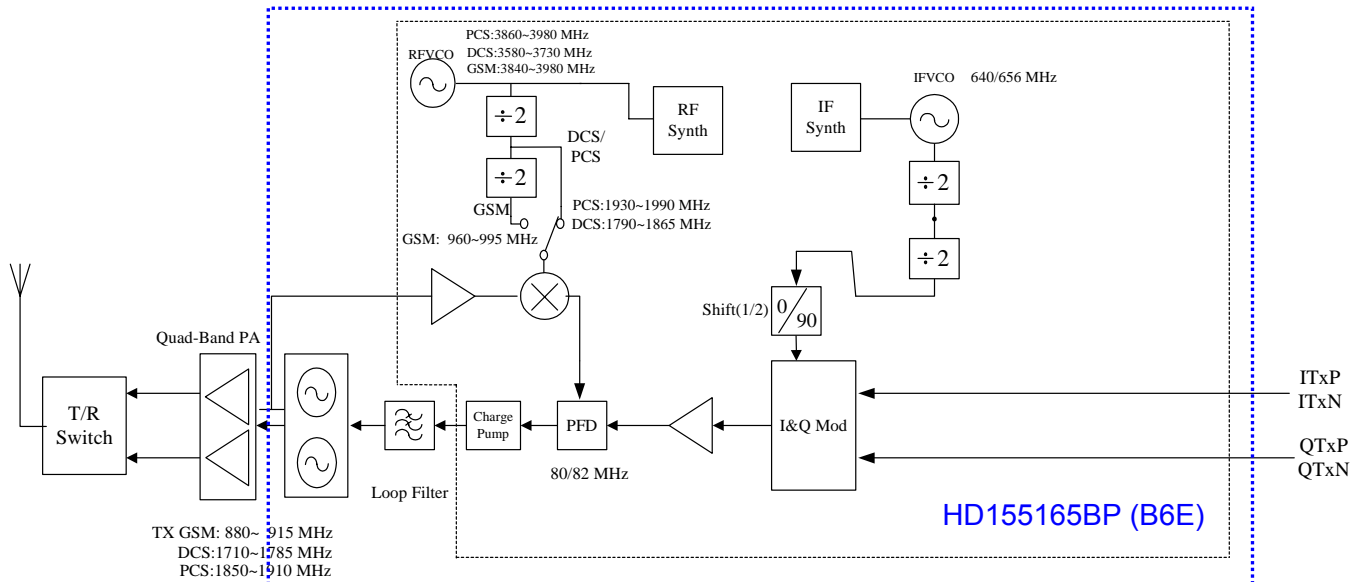 PCS:3860~3980 MHz
RFVCO
DCS:3580~3730 MHz
GSM:3840~3980 MHz
IFVCO
640/656 MHz
÷2
RF
Synth
IF
Synth
DCS/
PCS
÷2
÷2
GSM
PCS:1930~1990 MHz
DCS:1790~1865 MHz
GSM: 960~995 MHz
÷2
Shift(1/2)
0/90
Quad-Band PA
T/R
Switch
Charge
Pump
PFD
I&Q Mod
ITxP
ITxN
QTxP
QTxN
80/82 MHz
Loop Filter
HD155165BP (B6E)
TX GSM: 880~ 915 MHz
DCS:1710~1785 MHz
PCS:1850~1910 MHz